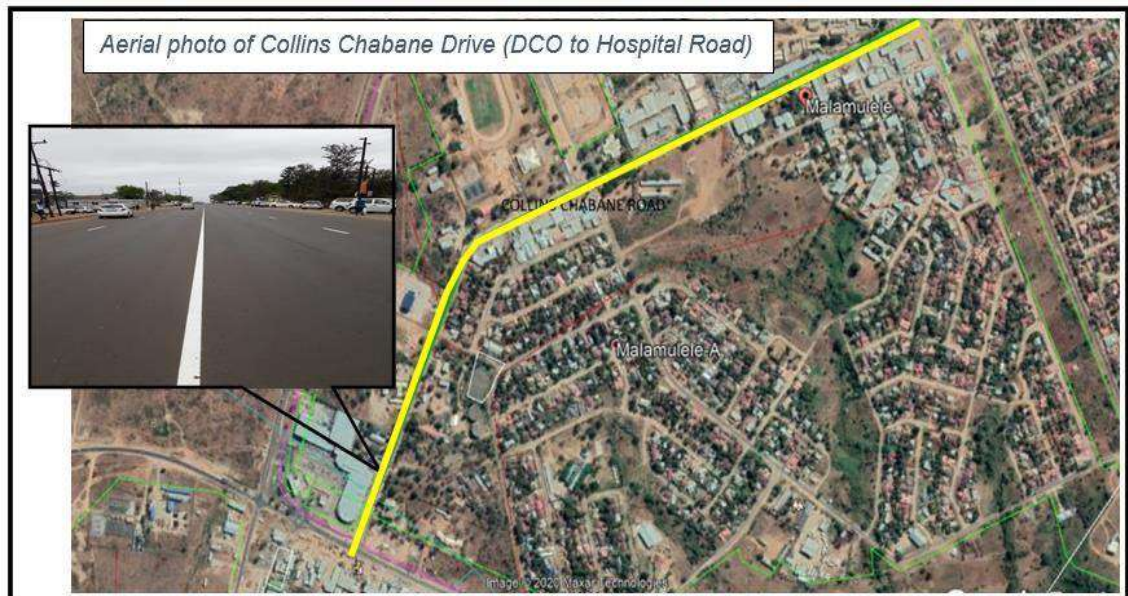 Aerial photo of Collins Chabane Drive (DCO to Hospital Road)
Malamulele
COLLINS CHABANE ROAD
Malamulele-A
Image © 2020 Maxar Technologies